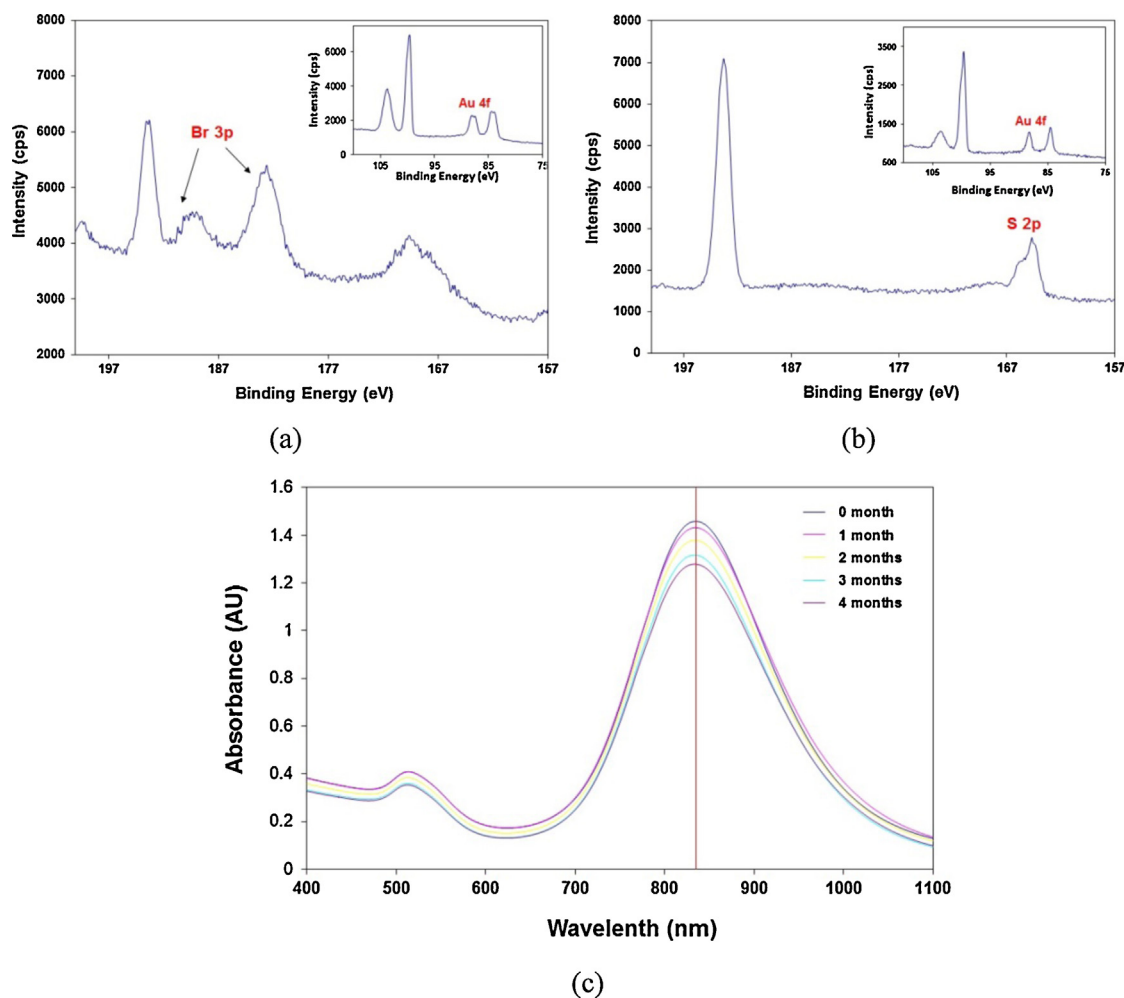 8000
7000
6000
5000
4000
3000
2000
Intensity (cps)
197
187
177
167
157
Binding Energy (eV)
Br 3p
6000
4000
2000
0
Intensity (cps)
105
95
85
75
Binding Energy (eV)
Au 4f
(a)
8000
7000
6000
5000
4000
3000
2000
1000
0
Intensity (cps)
197
187
177
167
157
Binding Energy (eV)
S 2p
3500
2500
1500
500
Intensity (cps)
105
95
85
75
Binding Energy (eV)
Au 4f
(b)
1.6
1.4
1.2
1
0.8
0.6
0.4
0.2
0
Absorbance (AU)
400
500
600
700
800
900
1000
1100
Wavelenth (nm)
0 month
1 month
2 months
3 months
4 months
(c)